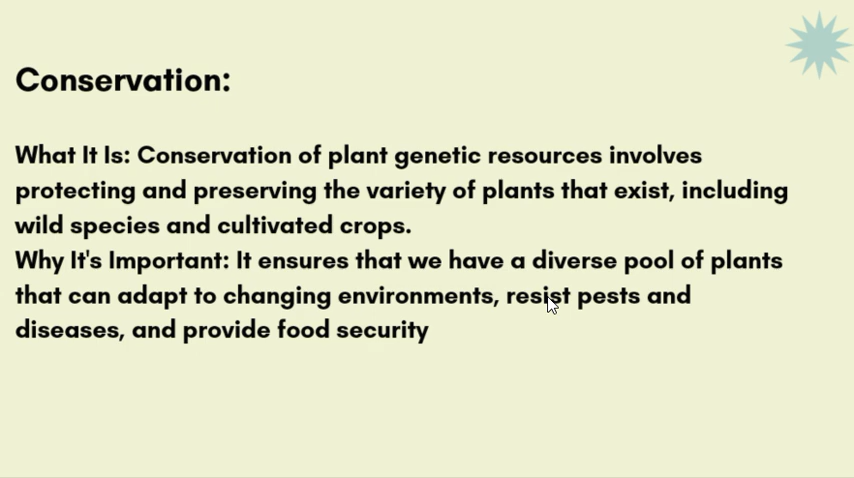 Conservation:
What It Is: Conservation of plant genetic resources involves
protecting and preserving the variety of plants that exist, including
wild species and cultivated crops.
Why It's Important: It ensures that we have a diverse pool of plants
that can adapt to changing environments, resist pests and
diseases, and provide food security